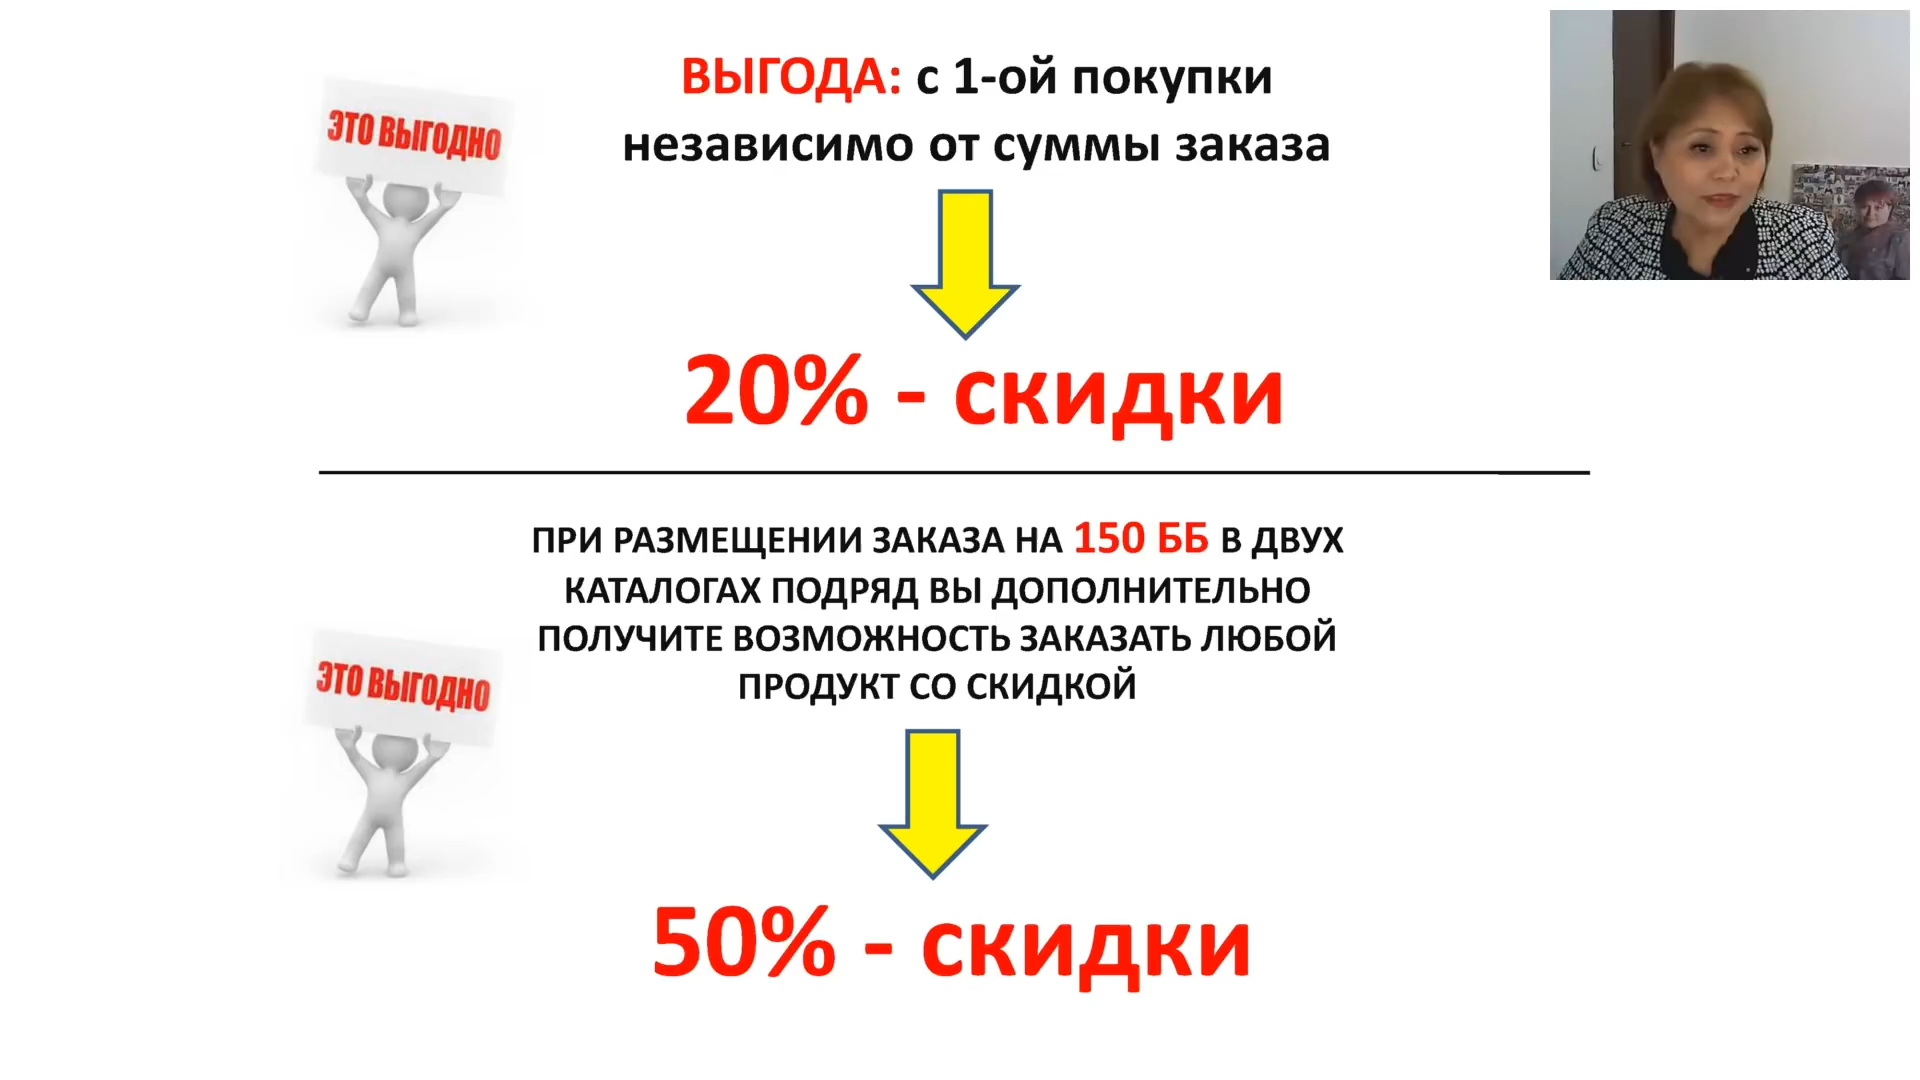 ЭТО ВЫГОДНО
ВЫГОДА: с 1-ой покупки
независимо от суммы заказа
20% - скидки
ПРИ РАЗМЕЩЕНИИ ЗАКАЗА НА 150 ББ В ДВУХ
КАТАЛОГАХ ПОДРЯД ВЫ ДОПОЛНИТЕЛЬНО
ПОЛУЧИТЕ ВОЗМОЖНОСТЬ ЗАКАЗАТЬ ЛЮБОЙ
ПРОДУКТ СО СКИДКОЙ
ЭТО ВЫГОДНО
50% - скидки